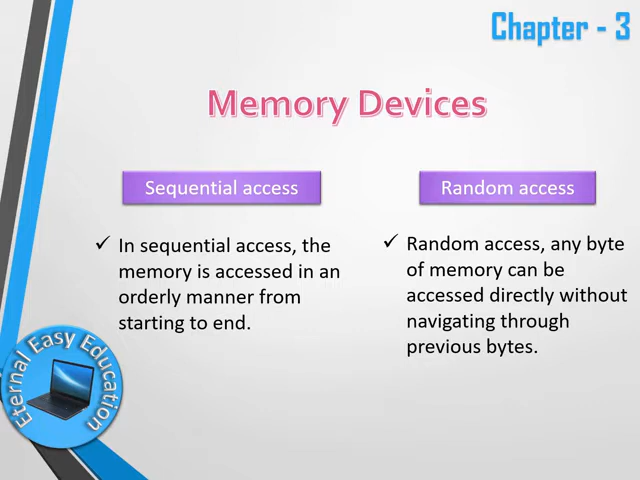 Chapter - 3
Memory Devices
Sequential access
✓ In sequential access, the
memory is accessed in an
orderly manner from
starting to end.
Random access
✓ Random access, any byte
of memory can be
accessed directly without
navigating through
previous bytes.
Eternal Easy Education